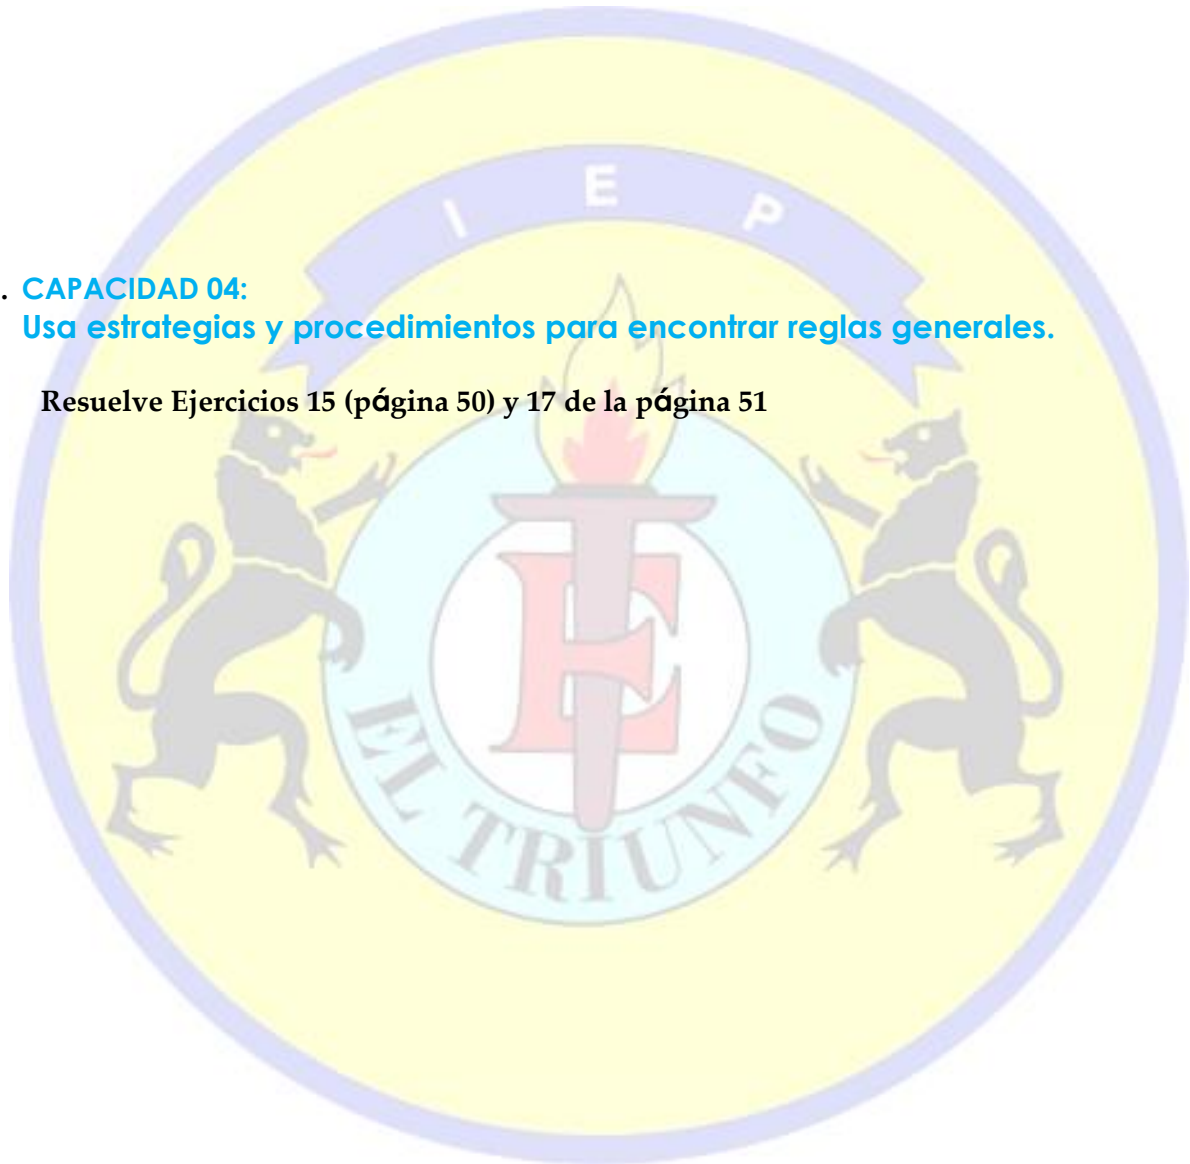 I E P
. CAPACIDAD 04:
Usa estrategias y procedimientos para encontrar reglas generales.
Resuelve Ejercicios 15 (página 50) y 17 de la página 51
E
EL TRIUNFO